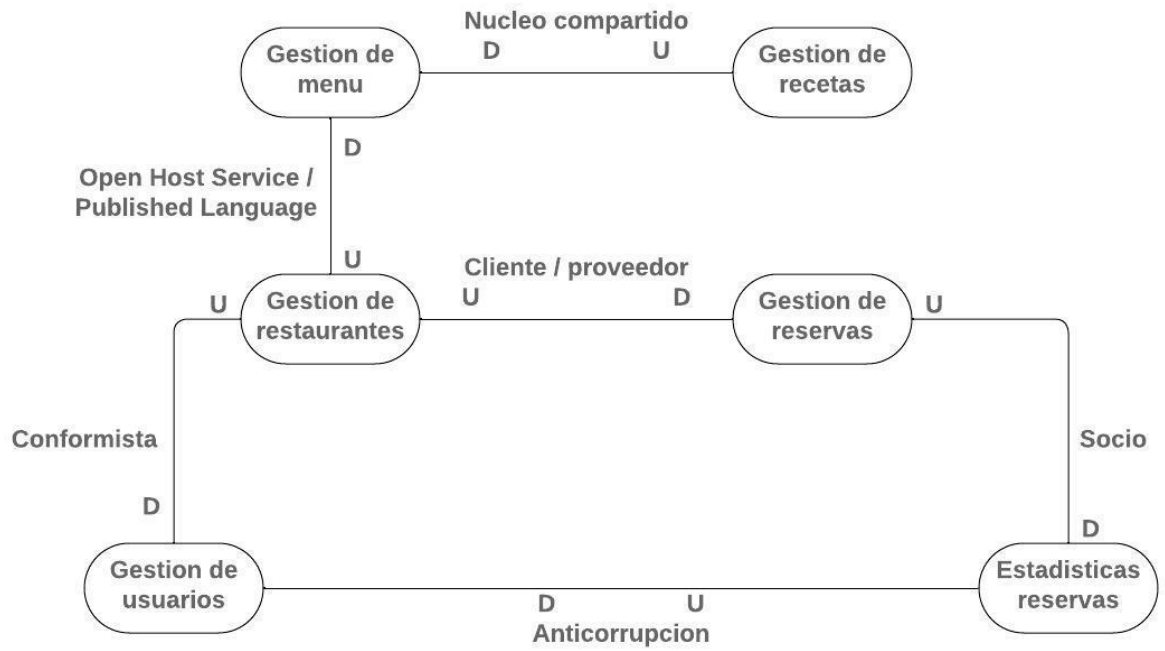 Nucleo compartido
D U
Gestion de
menu
Gestion de
recetas
D
Open Host Service /
Published Language
U
Cliente / proveedor
U
U D
U
Gestion de
restaurantes
Gestion de
reservas
Conformista
Socio
D
D
Gestion de
usuarios
Estadisticas
reservas
D U
Anticorrupcion